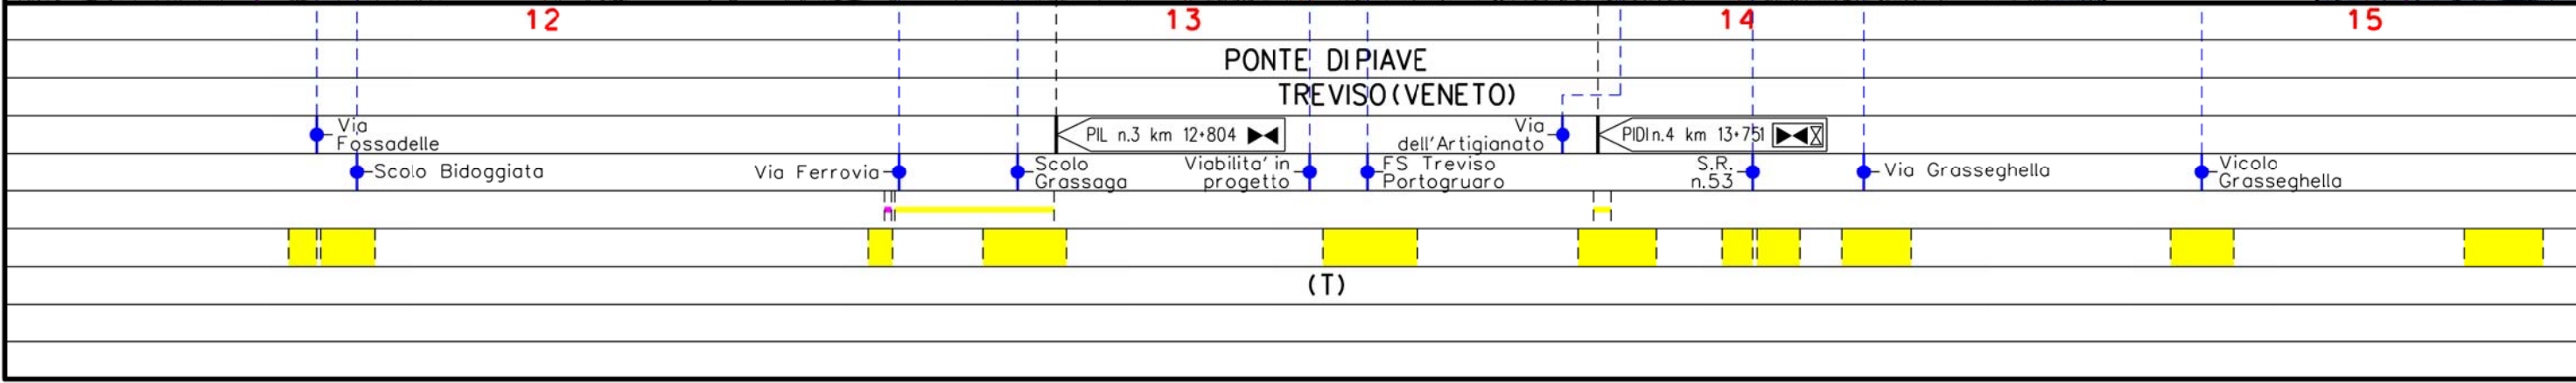 12 13 14 15
PONTE DI PIAVE
TREVISO (VENETO)
Via
Fossadelle
PIL n.3 km 12+804
Via
dell'Artigianato
PIDI n.4 km 13+751
Scolo Bidoggiata
Via Ferrovia
Scolo
Grassaga
Viabilita' in
progetto
FS Treviso
Portogruaro
S.R.
n.53
Via Grasseghella
Vicolo
Grasseghella
(T)